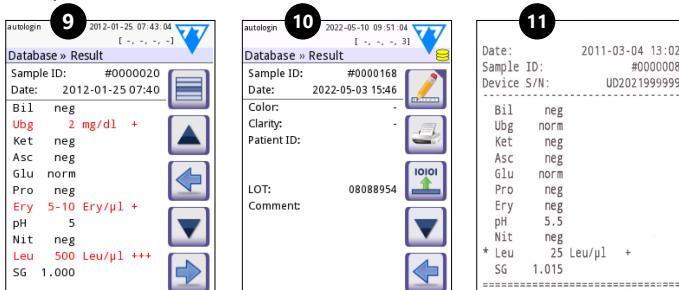 9
autologin 2012-01-25 07:43:04
[ -, -, -, -]
Database » Result
Sample ID: #0000020
Date: 2012-01-25 07:40
Bil neg
Ubg 2 mg/dl +
Ket neg
Asc neg
Glu norm
Pro neg
Ery 5-10 Ery/µl +
pH 5
Nit neg
Leu 500 Leu/µl +++
SG 1.000
10
autologin 2022-05-10 09:51:04
[ -, -, -, 3]
Database » Result
Sample ID: #0000168
Date: 2022-05-03 15:46
Color: -
Clarity: -
Patient ID:
IOIOI
LOT: 08088954
Comment:
11
Date: 2011-03-04 13:02
Sample ID: #0000008
Device S/N: UD2021999999
Bil neg
Ubg norm
Ket neg
Asc neg
Glu norm
Pro neg
Ery neg
pH 5.5
Nit neg
* Leu 25 Leu/µl +
SG 1.015